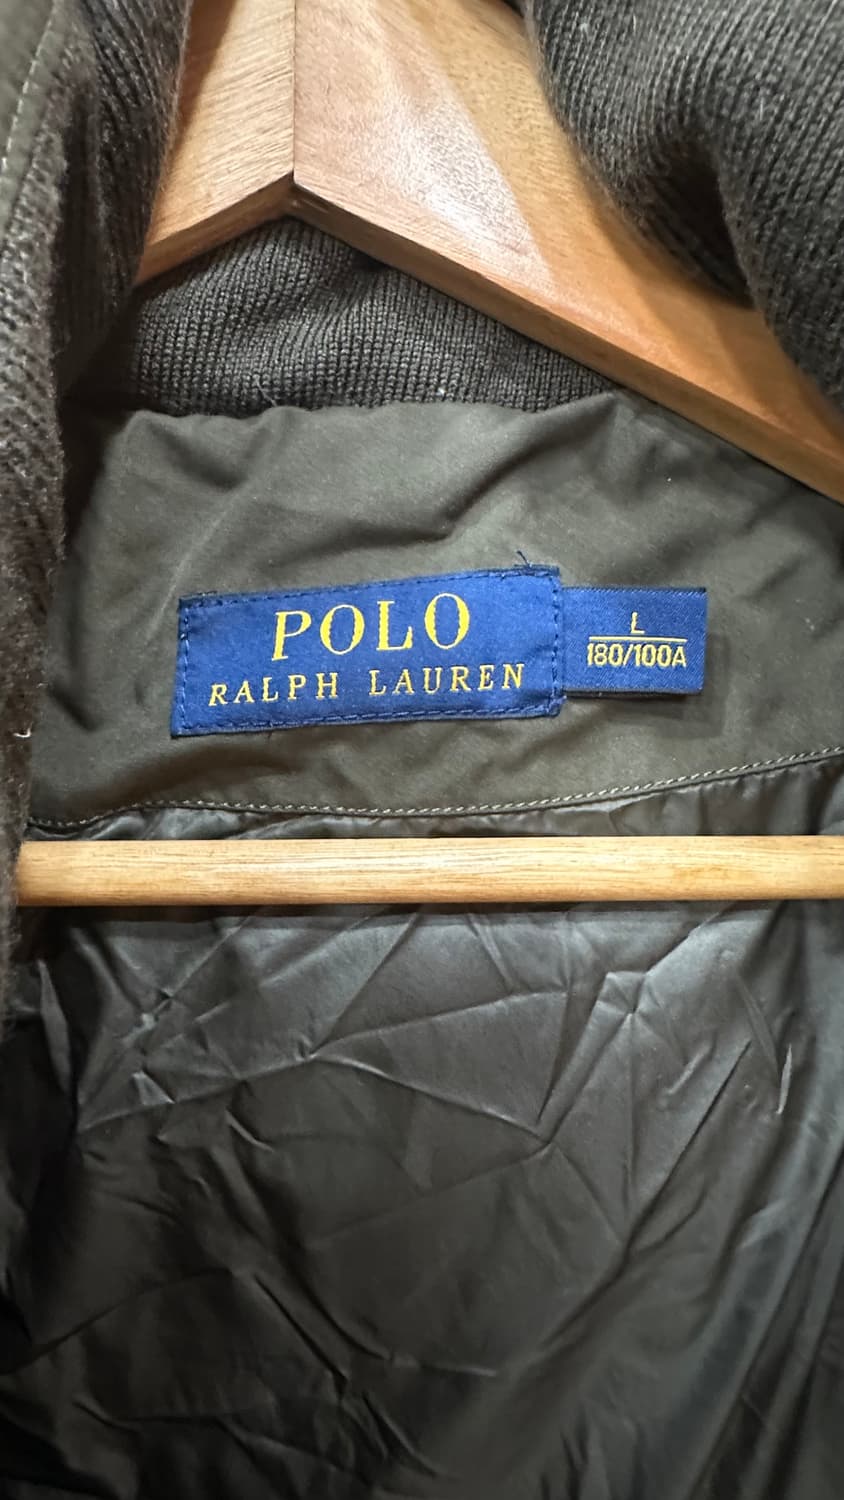 POLO
RALPH LAUREN
L
180/100A